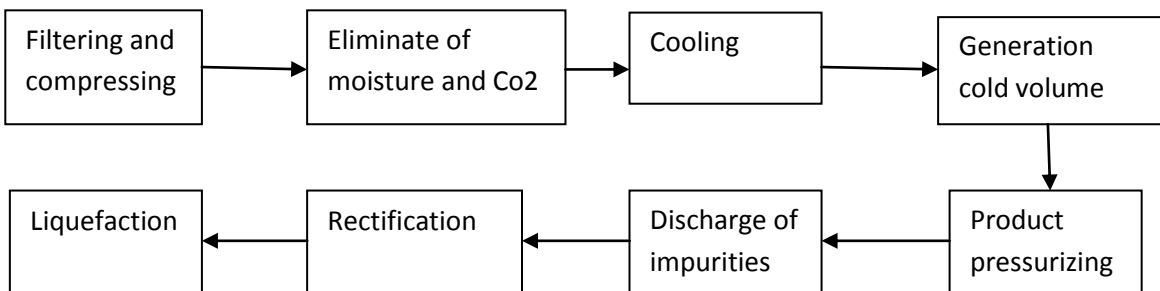 Filtering and
compressing
Eliminate of
moisture and Co2
Cooling
Generation
cold volume
Product
pressurizing
Discharge of
impurities
Rectification
Liquefaction